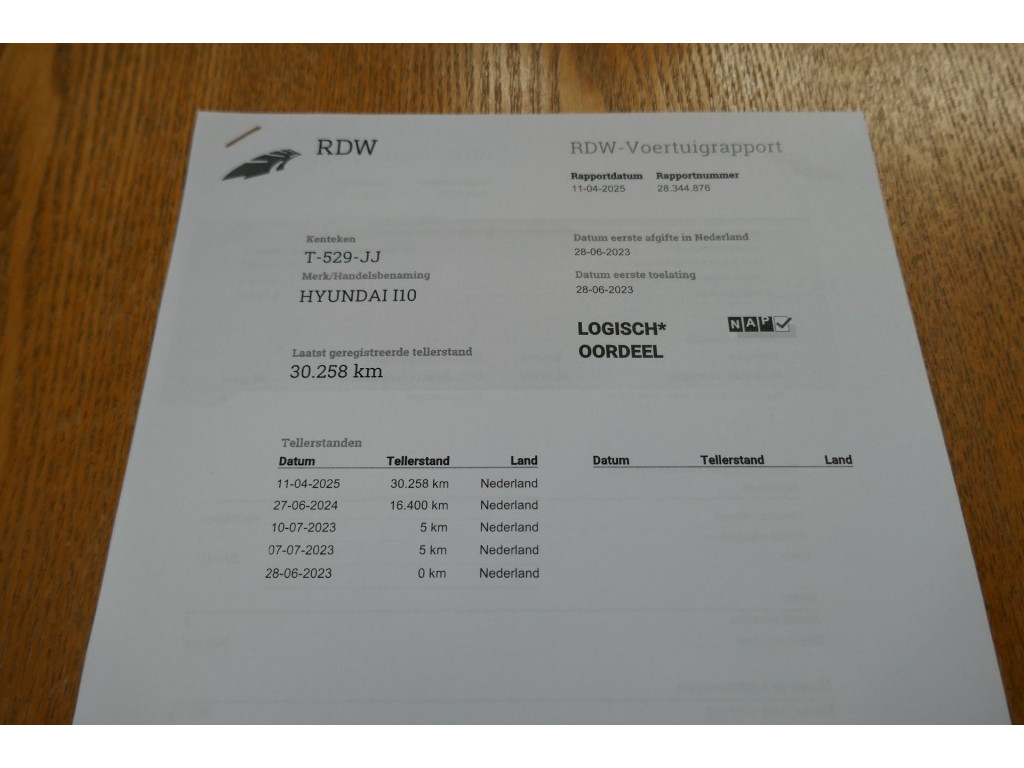 RDW
RDW-Voertuigrapport
Rapportdatum Rapportnummer
11-04-2025 28.344.876
Kenteken
T-529-JJ
Merk/Handelsbenaming
HYUNDAI I10
Datum eerste afgifte in Nederland
28-06-2023
Datum eerste toelating
28-06-2023
LOGISCH*
OORDEEL
NAP
Laatst geregistreerde tellerstand
30.258 km
Tellerstanden
Datum Tellerstand Land
11-04-2025 30.258 km Nederland
27-06-2024 16.400 km Nederland
10-07-2023 5 km Nederland
07-07-2023 5 km Nederland
28-06-2023 0 km Nederland
Datum Tellerstand Land